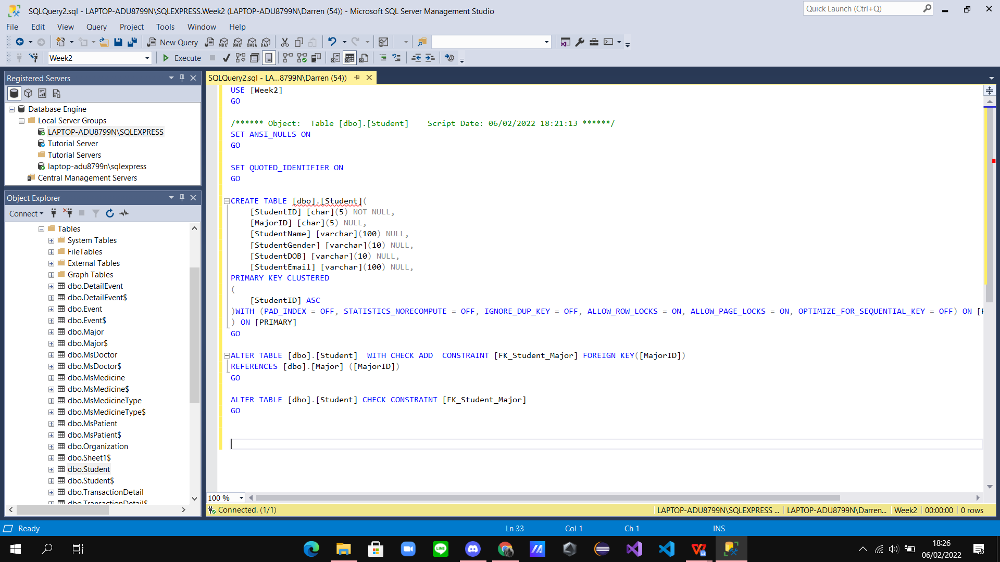 SQLQuery2.sql - LAPTOP-ADU8799N\SQLEXPRESS.Week2 (LAPTOP-ADU8799N\Darren (54)) - Microsoft SQL Server Management Studio
Quick Launch (Ctrl+Q)
File Edit View Query Project Tools Window Help
New Query
MDX DMX XMLA DAX
Week2
Execute
Registered Servers
Database Engine
Local Server Groups
LAPTOP-ADU8799N\SQLEXPRESS
Tutorial Server
Tutorial Servers
laptop-adu8799n\sqlexpress
Central Management Servers
Object Explorer
Connect
Tables
System Tables
FileTables
External Tables
Graph Tables
dbo.DetailEvent
dbo.DetailEvent$
dbo.Event
dbo.Event$
dbo.Major
dbo.Major$
dbo.MsDoctor
dbo.MsDoctor$
dbo.MsMedicine
dbo.MsMedicine$
dbo.MsMedicineType
dbo.MsMedicineType$
dbo.MsPatient
dbo.MsPatient$
dbo.Organization
dbo.Sheet1$
dbo.Student
dbo.Student$
dbo.TransactionDetail
dbo.TransactionDetail$
SQLQuery2.sql - LA...8799N\Darren (54))
USE [Week2]
GO
/****** Object:  Table [dbo].[Student]    Script Date: 06/02/2022 18:21:13 ******/
SET ANSI_NULLS ON
GO
SET QUOTED_IDENTIFIER ON
GO
CREATE TABLE [dbo].[Student](
[StudentID] [char](5) NOT NULL,
[MajorID] [char](5) NULL,
[StudentName] [varchar](100) NULL,
[StudentGender] [varchar](10) NULL,
[StudentDOB] [varchar](10) NULL,
[StudentEmail] [varchar](100) NULL,
PRIMARY KEY CLUSTERED
(
[StudentID] ASC
)WITH (PAD_INDEX = OFF, STATISTICS_NORECOMPUTE = OFF, IGNORE_DUP_KEY = OFF, ALLOW_ROW_LOCKS = ON, ALLOW_PAGE_LOCKS = ON, OPTIMIZE_FOR_SEQUENTIAL_KEY = OFF) ON [
) ON [PRIMARY]
GO
ALTER TABLE [dbo].[Student]  WITH CHECK ADD  CONSTRAINT [FK_Student_Major] FOREIGN KEY([MajorID])
REFERENCES [dbo].[Major] ([MajorID])
GO
ALTER TABLE [dbo].[Student] CHECK CONSTRAINT [FK_Student_Major]
GO
100 %
Connected. (1/1)
LAPTOP-ADU8799N\SQLEXPRESS ...
LAPTOP-ADU8799N\Darren...
Week2
00:00:00
0 rows
Ready
Ln 33
Col 1
Ch 1
INS
LINE
18:26
06/02/2022